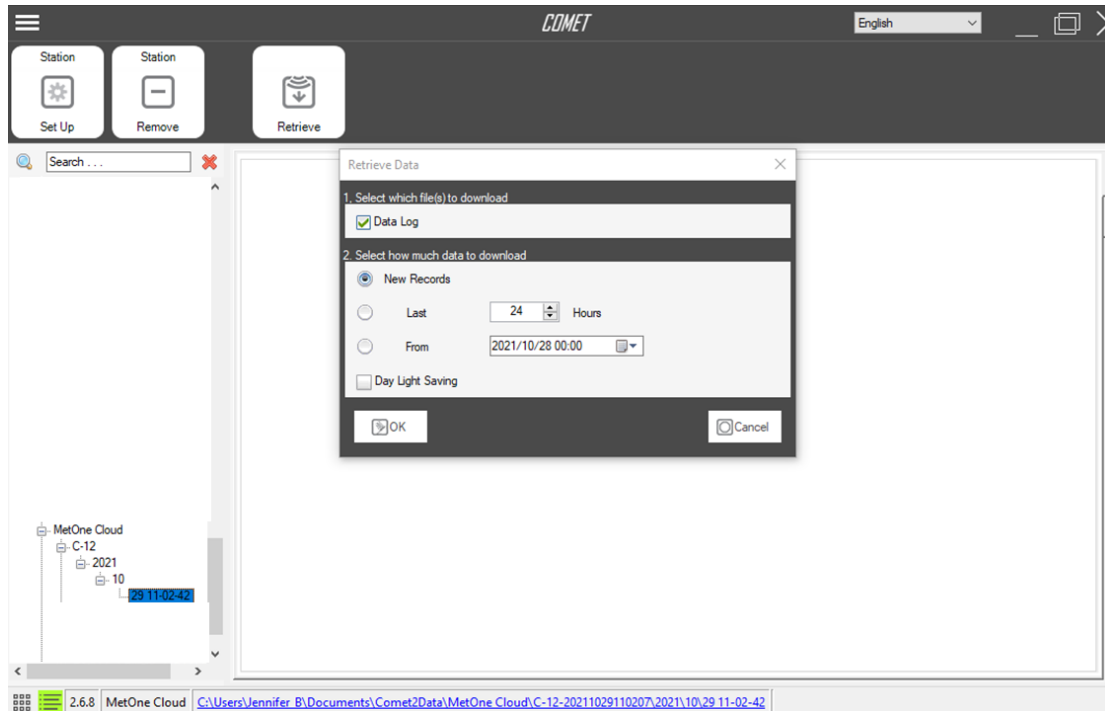 COMET
English
Station
Set Up
Station
Remove
Retrieve
Search . . .
Retrieve Data
1. Select which file(s) to download
Data Log
2. Select how much data to download
New Records
Last 24 Hours
From 2021/10/28 00:00
Day Light Saving
OK
Cancel
MetOne Cloud
C-12
2021
10
29 11-02-42
2.6.8 MetOne Cloud C:\Users\Jennifer_B\Documents\Comet2Data\MetOne Cloud\C-12-20211029110207\2021\10\29 11-02-42